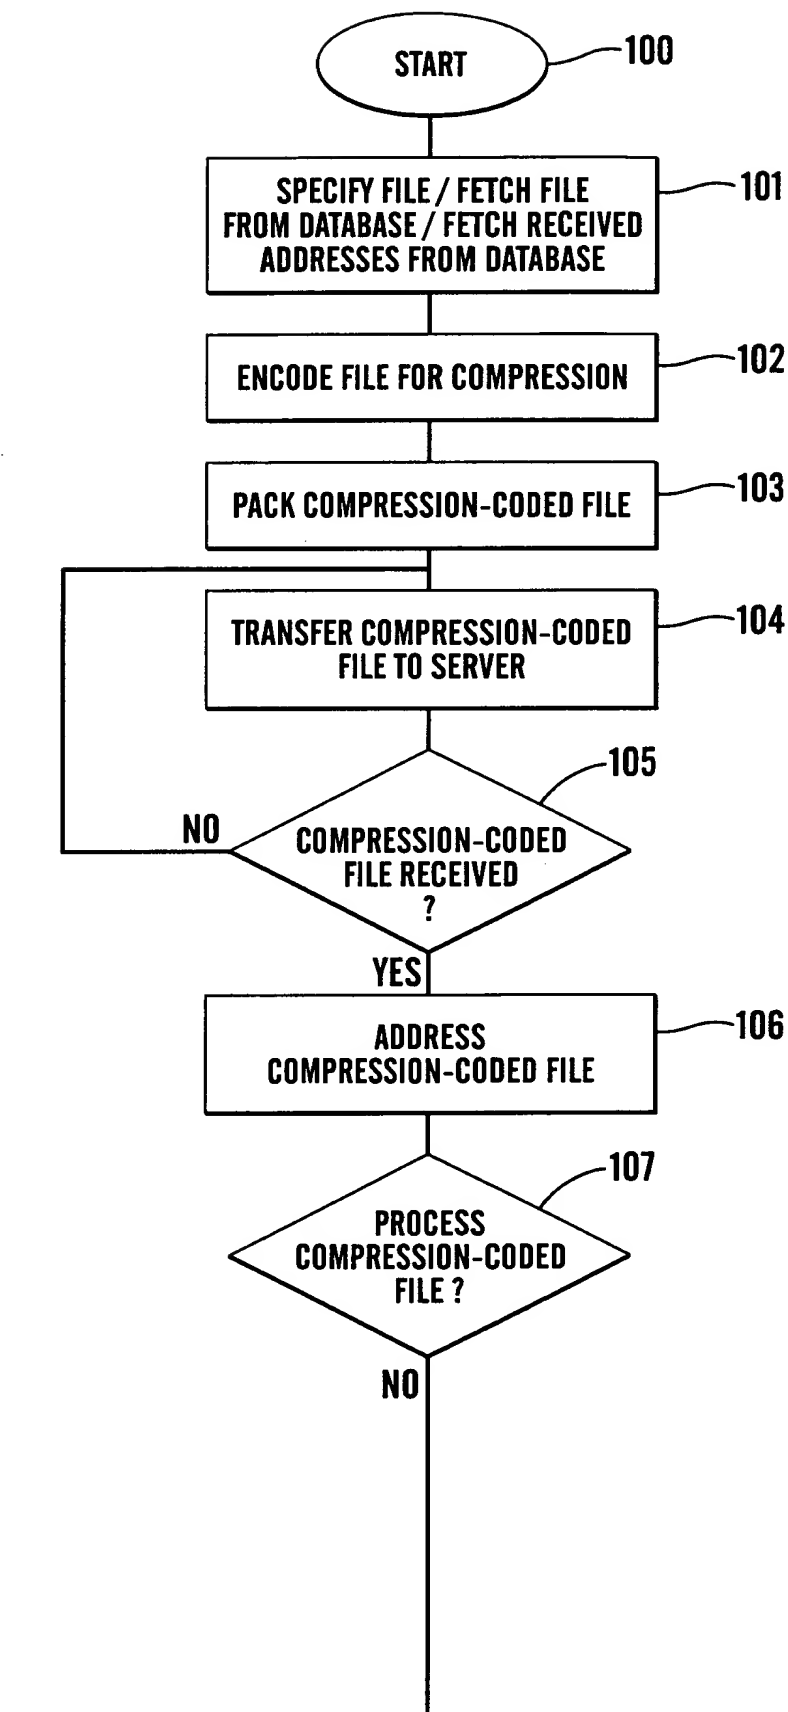 START
100
SPECIFY FILE / FETCH FILE
FROM DATABASE / FETCH RECEIVED
ADDRESSES FROM DATABASE
101
ENCODE FILE FOR COMPRESSION
102
PACK COMPRESSION-CODED FILE
103
TRANSFER COMPRESSION-CODED
FILE TO SERVER
104
105
NO
COMPRESSION-CODED
FILE RECEIVED
?
YES
ADDRESS
COMPRESSION-CODED FILE
106
107
PROCESS
COMPRESSION-CODED
FILE ?
NO